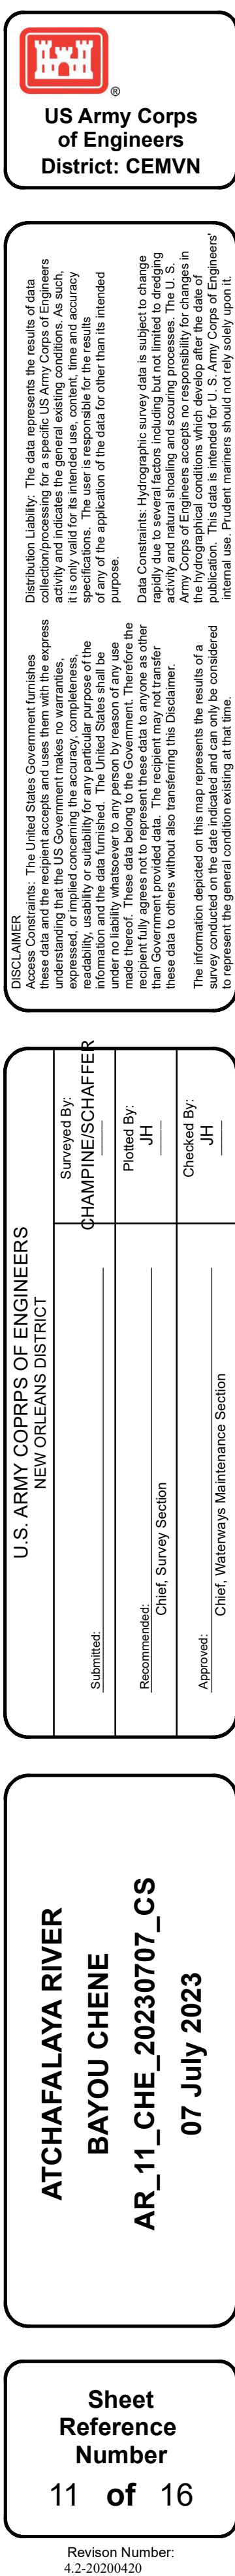 US Army Corps
of Engineers
District: CEMVN
®
DISCLAIMER
Access Constraints: The United States Government furnishes
these data and the recipient accepts and uses them with the express
understanding that the US Government makes no warranties,
expressed, or implied concerning the accuracy, completeness,
readability, usability or suitability for any particular purpose of the
information and the data furnished. The United States shall be
under no liability whatsoever to any person by reason of any use
made thereof. These data belong to the Government. Therefore the
recipient fully agrees not to represent these data to anyone as other
than Government provided data. The recipient may not transfer
these data to others without also transferring this Disclaimer.
The information depicted on this map represents the results of a
survey conducted on the date indicated and can only be considered
to represent the general condition existing at that time.
Distribution Liability: The data represents the results of data
collection/processing for a specific US Army Corps of Engineers
activity and indicates the general existing conditions. As such,
it is only valid for its intended use, content, time and accuracy
specifications. The user is responsible for the results
of any of the application of the data for other than its intended
purpose.
Data Constraints: Hydrographic survey data is subject to change
rapidly due to several factors including but not limited to dredging
activity and natural shoaling and scouring processes. The U. S.
Army Corps of Engineers accepts no responsibility for changes in
the hydrographical conditions which develop after the date of
publication. This data is intended for U. S. Army Corps of Engineers'
internal use. Prudent mariners should not rely solely upon it.
U.S. ARMY COPRPS OF ENGINEERS
NEW ORLEANS DISTRICT
Submitted:
Surveyed By:
CHAMPINE/SCHAFFER
Recommended:
Chief, Survey Section
Plotted By:
JH
Approved:
Chief, Waterways Maintenance Section
Checked By:
JH
ATCHAFALAYA RIVER
BAYOU CHENE
AR_11_CHE_20230707_CS
07 July 2023
Sheet
Reference
Number
11 of 16
Revison Number:
4.2-20200420